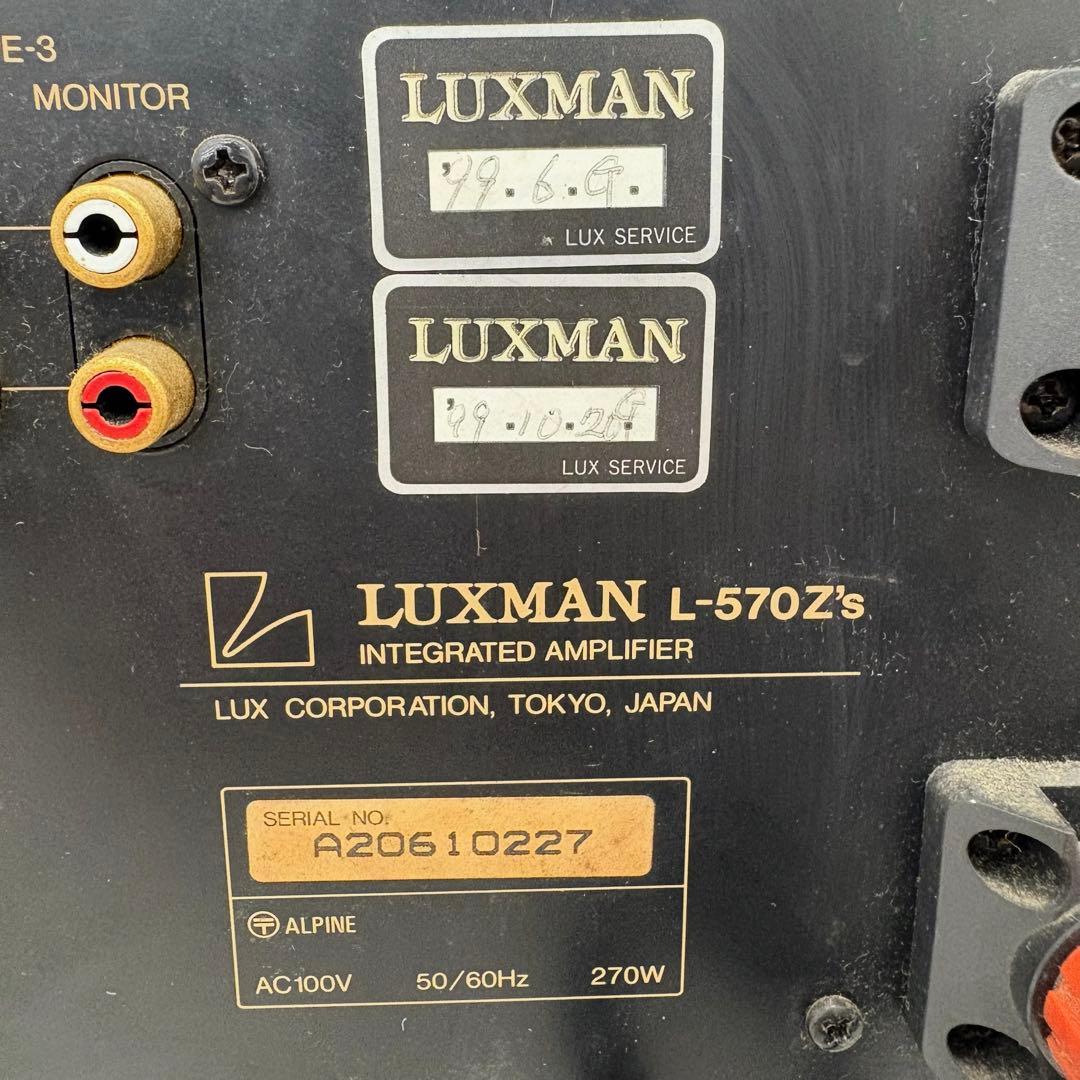 E-3
MONITOR
LUXMAN
'99.6.G.
LUX SERVICE
LUXMAN
'99.10.20
LUX SERVICE
LUXMAN L-570Z's
INTEGRATED AMPLIFIER
LUX CORPORATION, TOKYO, JAPAN
SERIAL NO.
A20610227
ALPINE
AC100V 50/60Hz 270W